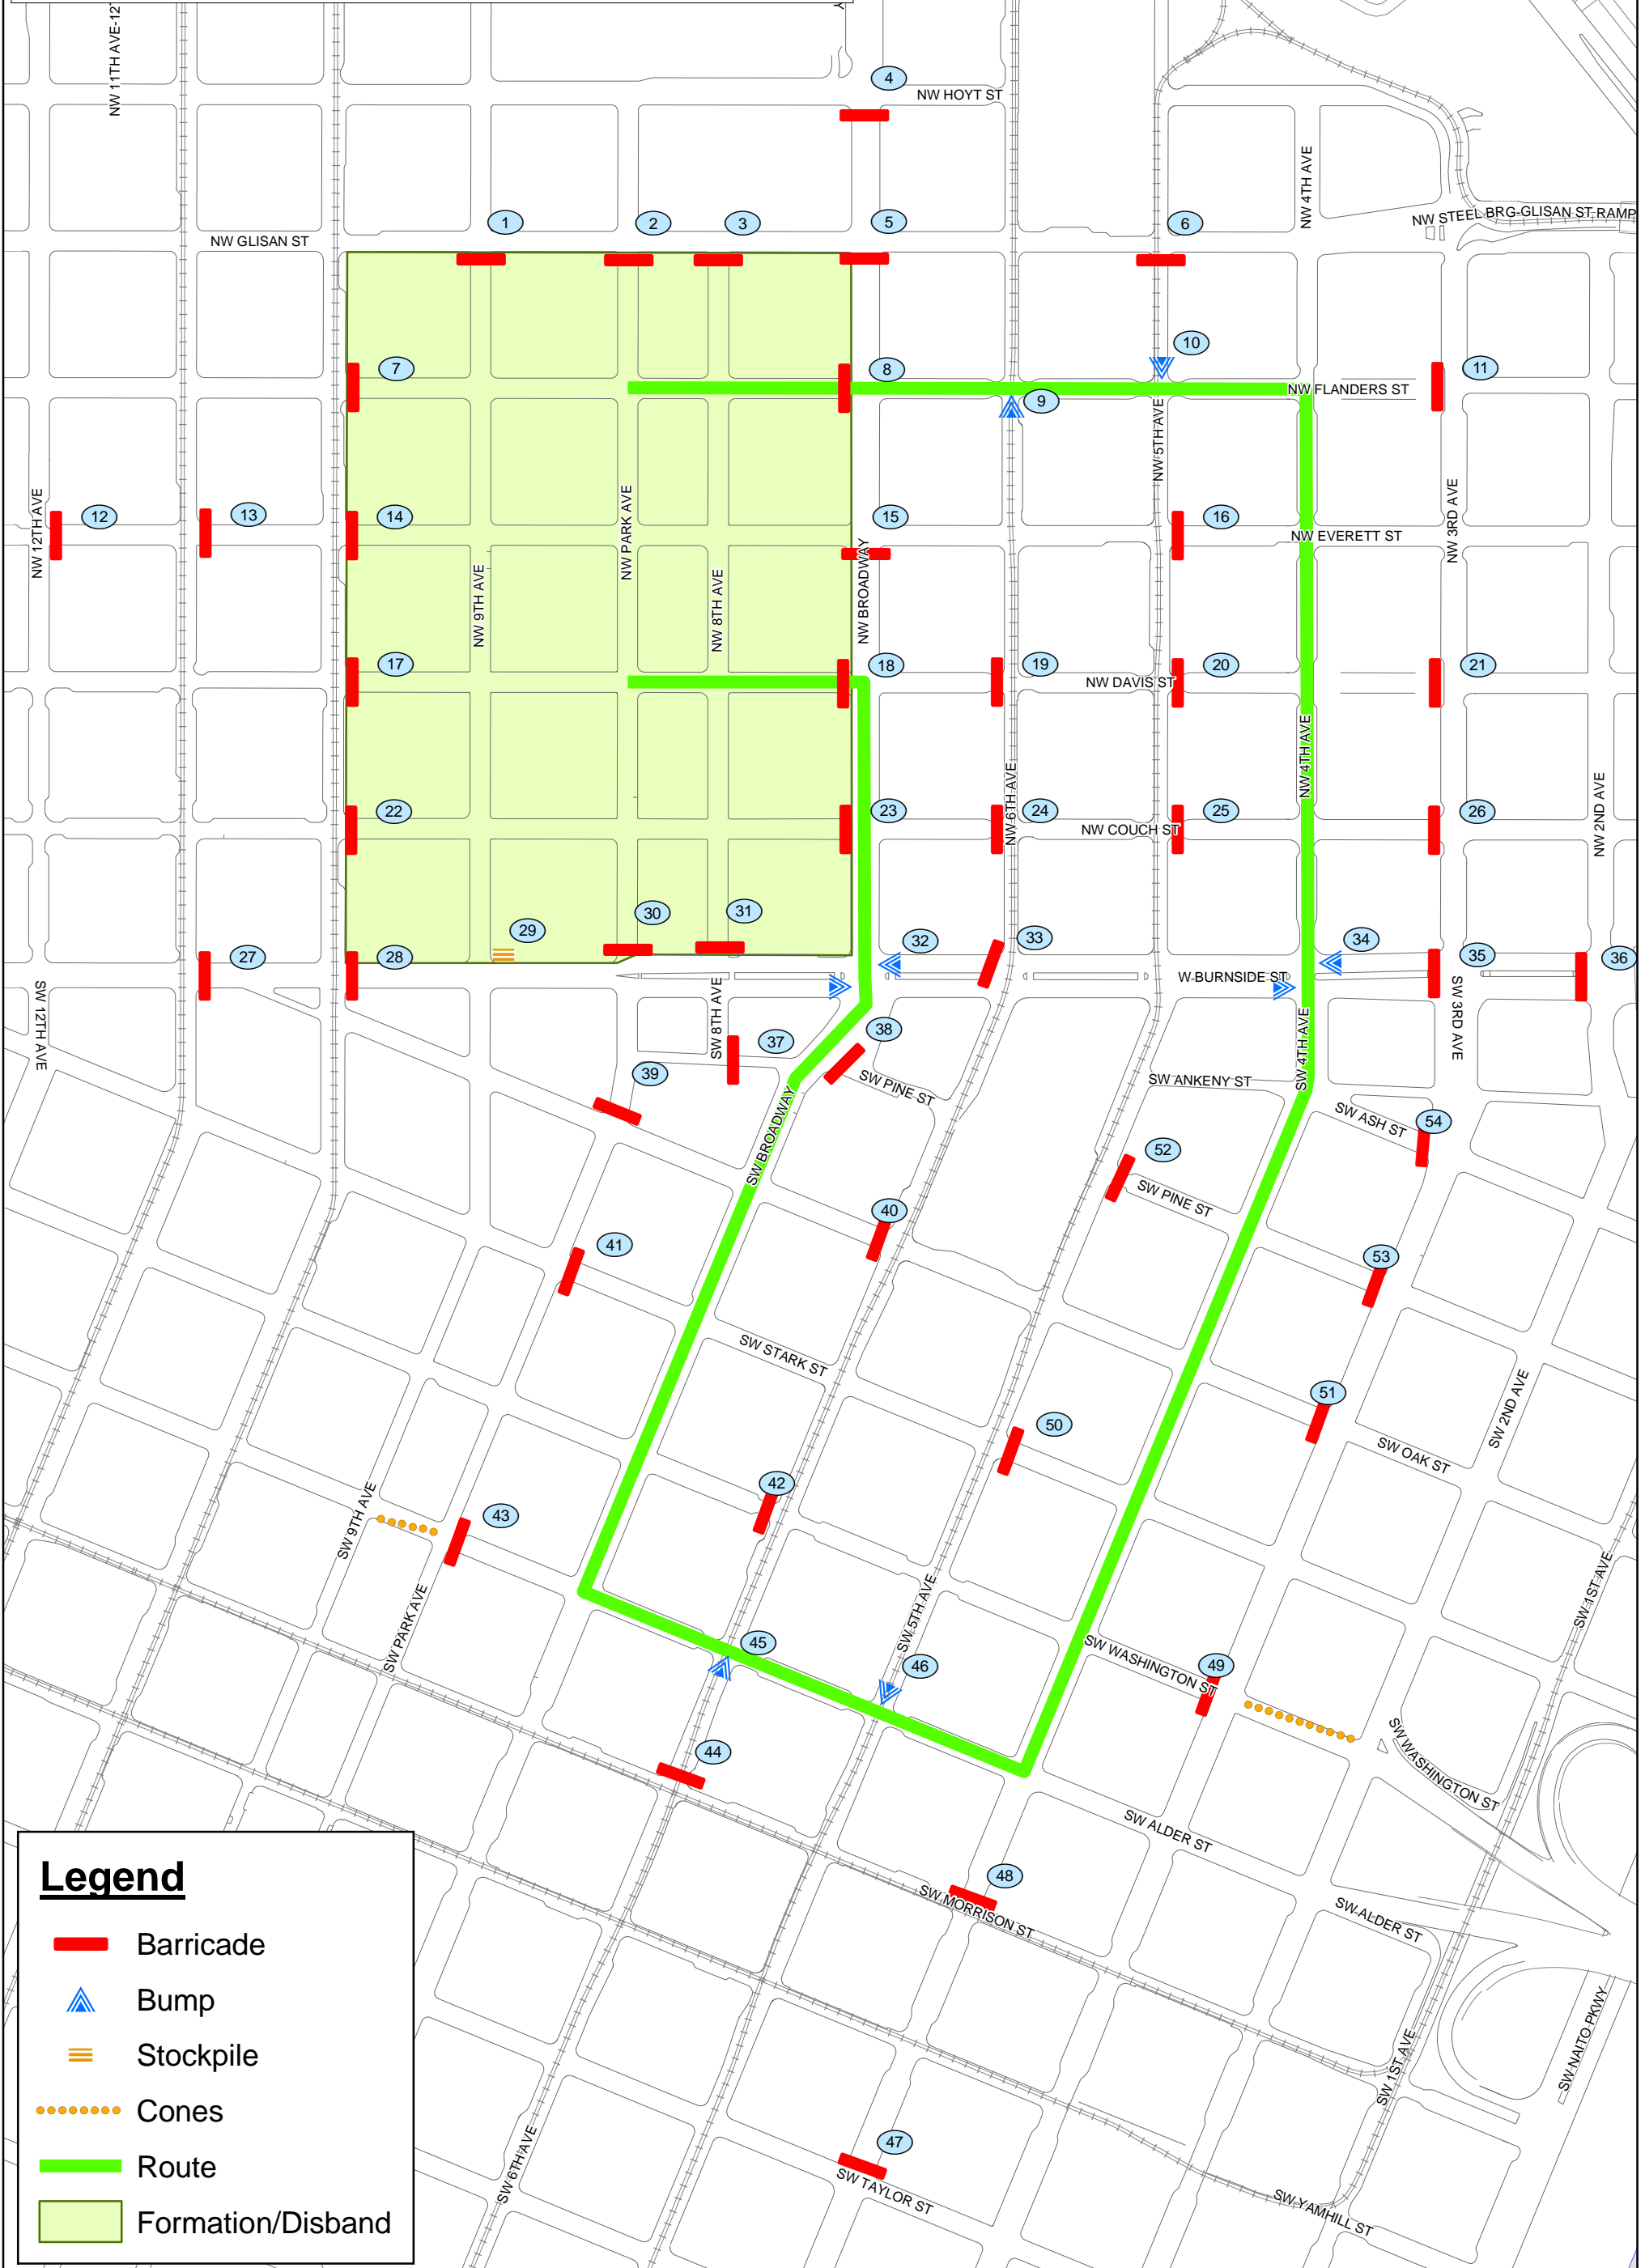 NW 11TH AVE-12
Y
4
NW HOYT ST
NW 4TH AVE
NW STEEL BRG-GLISAN ST RAMP
NW GLISAN ST
1
2
3
5
6
7
8
10
9
11
NW FLANDERS ST
NW 5TH AVE
NW 12TH AVE
12
13
14
NW PARK AVE
15
16
NW EVERETT ST
NW 3RD AVE
NW 9TH AVE
NW 8TH AVE
NW BROADWAY
17
18
19
NW DAVIS ST
20
21
NW 4TH AVE
22
23
NW 6TH AVE
24
NW COUCH ST
25
26
NW 2ND AVE
27
28
29
30
31
32
33
34
35
36
W BURNSIDE ST
SW 12TH AVE
SW 8TH AVE
37
38
39
SW PINE ST
SW BROADWAY
SW ANKENY ST
SW 4TH AVE
SW 3RD AVE
SW ASH ST
54
52
SW PINE ST
40
41
53
SW STARK ST
51
50
SW OAK ST
SW 2ND AVE
42
43
SW 9TH AVE
SW PARK AVE
SW 5TH AVE
SW 1ST AVE
45
46
SW WASHINGTON ST
49
SW WASHINGTON ST
44
SW ALDER ST
48
SW MORRISON ST
SW ALDER ST
SW NAITO PKWY
SW 1ST AVE
47
SW TAYLOR ST
SW 6TH AVE
SW YAMHILL ST
Legend
Barricade
Bump
Stockpile
Cones
Route
Formation/Disband